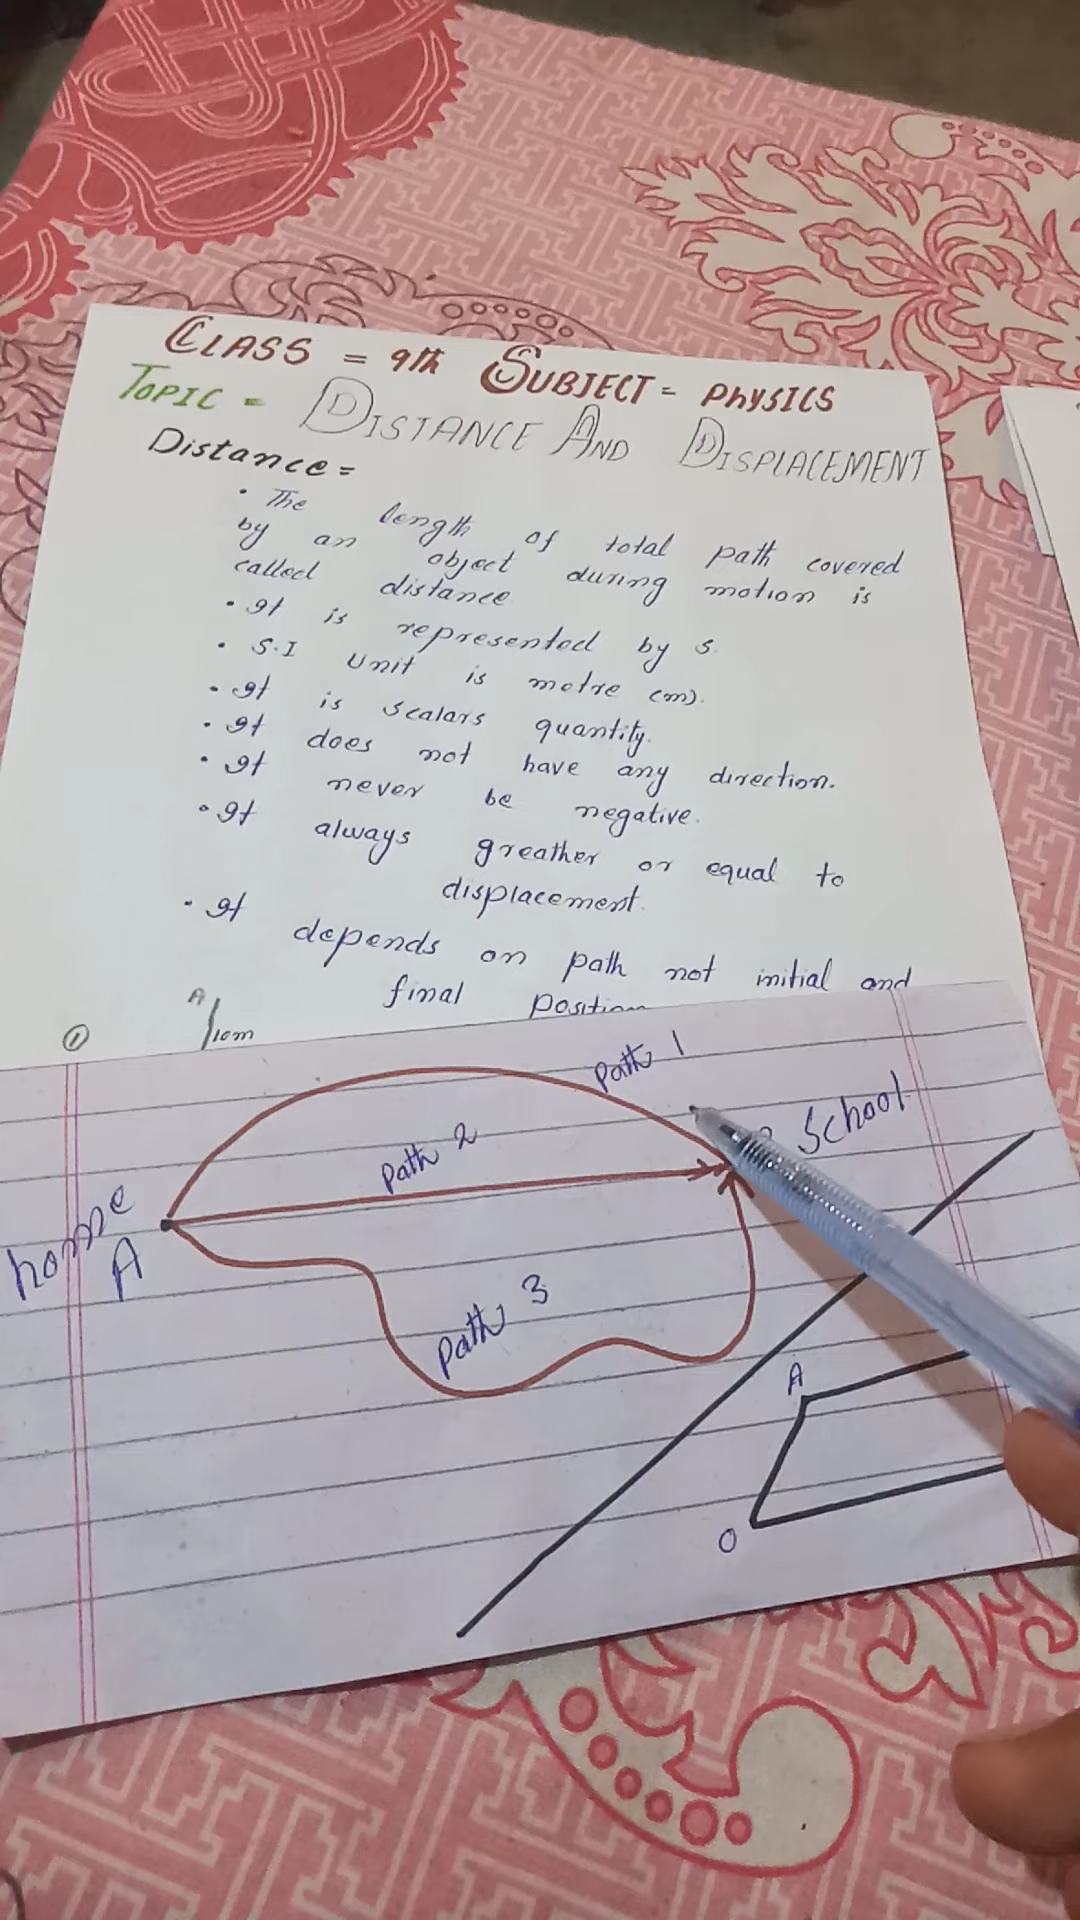 CLASS = 9th SUBJECT = PhySICS
TOPIC = DISTANCE AND DISPLACEMENT
Distance =
• The length of total path covered
by an object during motion is
called distance
• It is represented by s.
• S.I Unit is metre (m).
• It is scalars quantity.
• It does not have any direction.
• It never be negative.
• It always greather or equal to
displacement.
• It depends on path not initial and
final position
① A
10m
Path 1
School
Path 2
home
A
Path 3
A
O